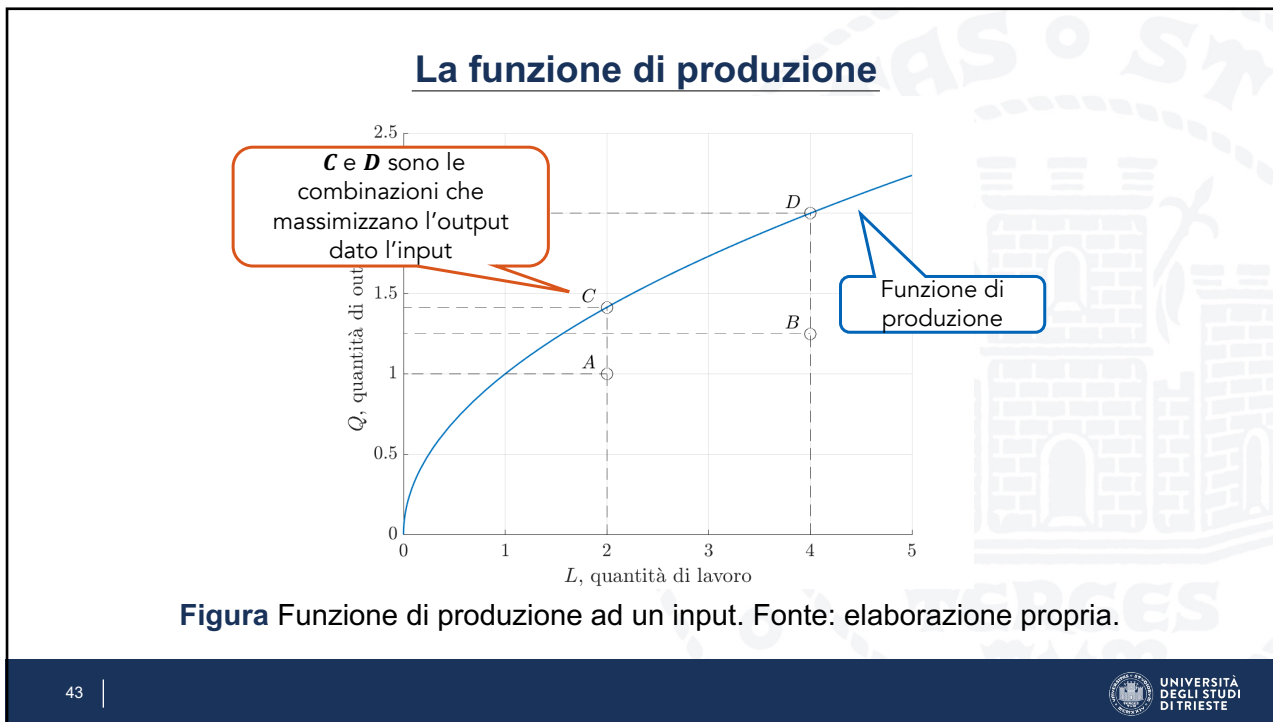 La funzione di produzione
2.5
C e D sono le
combinazioni che
massimizzano l'output
dato l'input
D
Funzione di
produzione
1.5
C
B
A
1
0.5
0
Q, quantità di out
0
1
2
3
4
5
L, quantità di lavoro
Figura Funzione di produzione ad un input. Fonte: elaborazione propria.
43
UNIVERSITÀ
DEGLI STUDI
DI TRIESTE